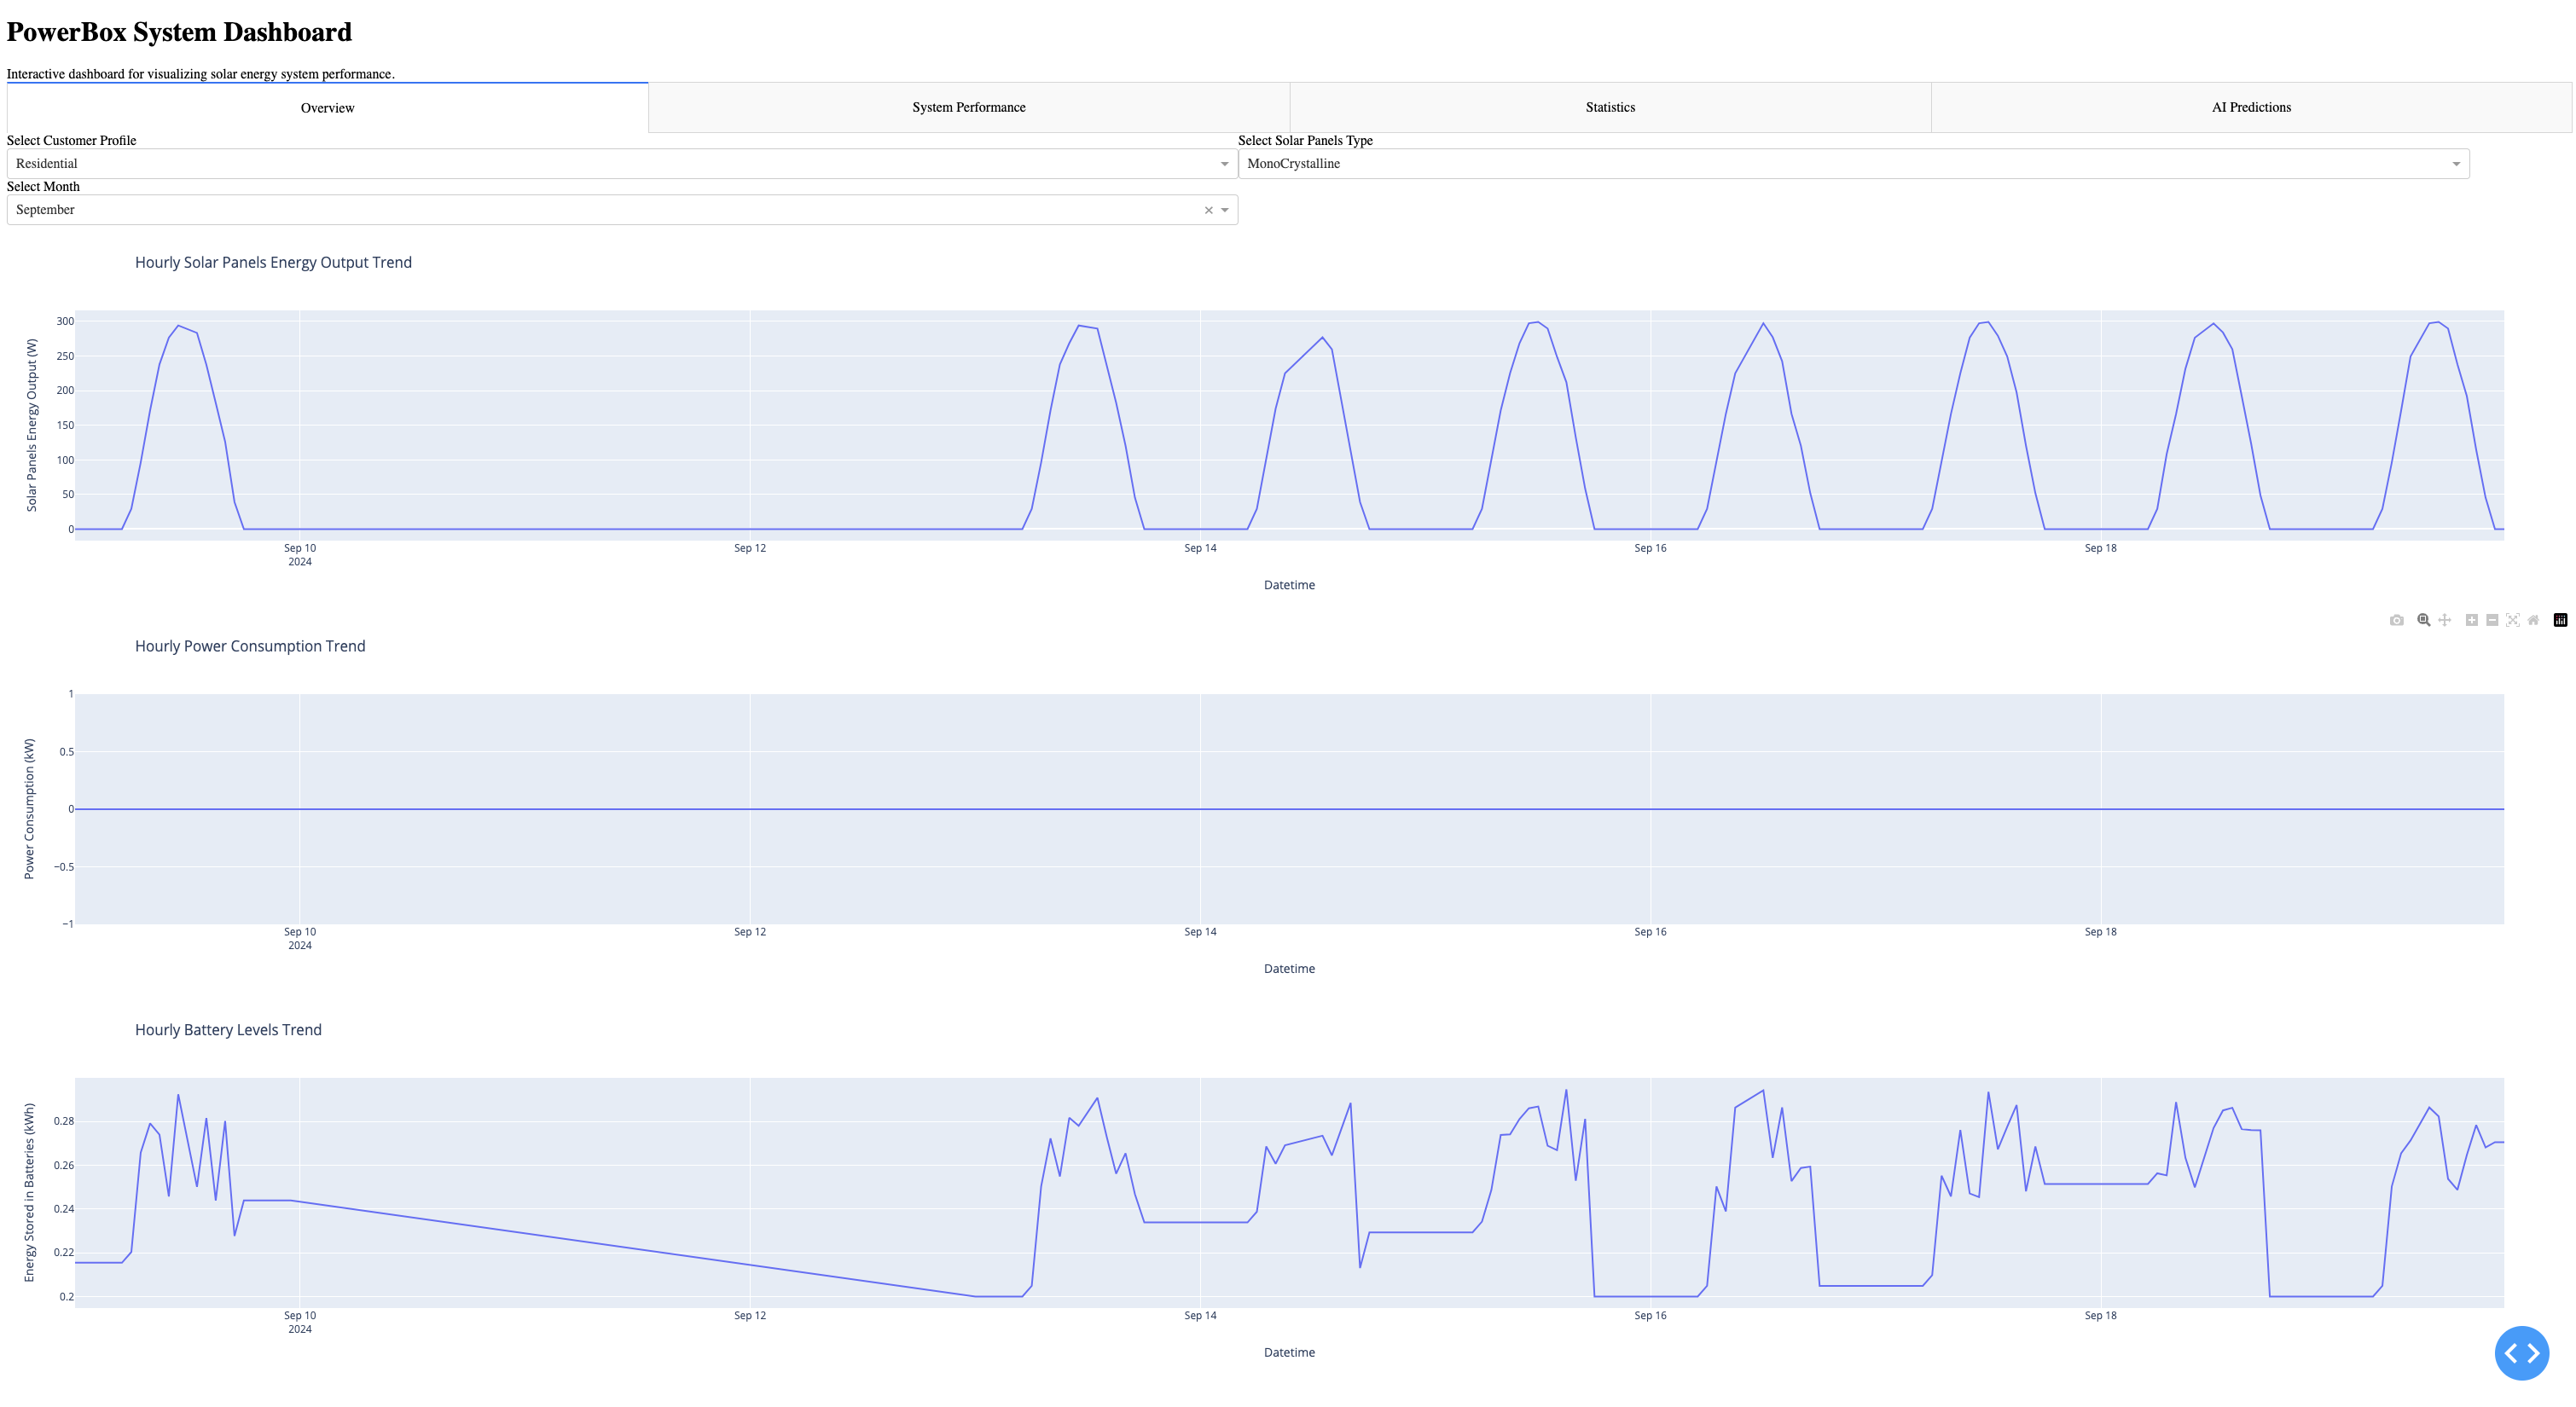 PowerBox System Dashboard
Interactive dashboard for visualizing solar energy system performance.
Overview
System Performance
Statistics
AI Predictions
Select Customer Profile
Select Solar Panels Type
Residential
MonoCrystalline
Select Month
September
Hourly Solar Panels Energy Output Trend
Solar Panels Energy Output (W)
300
250
200
150
100
50
0
Sep 10
2024
Sep 12
Sep 14
Sep 16
Sep 18
Datetime
Hourly Power Consumption Trend
Power Consumption (kW)
1
0.5
0
−0.5
−1
Sep 10
2024
Sep 12
Sep 14
Sep 16
Sep 18
Datetime
Hourly Battery Levels Trend
Energy Stored in Batteries (kWh)
0.28
0.26
0.24
0.22
0.2
Sep 10
2024
Sep 12
Sep 14
Sep 16
Sep 18
Datetime